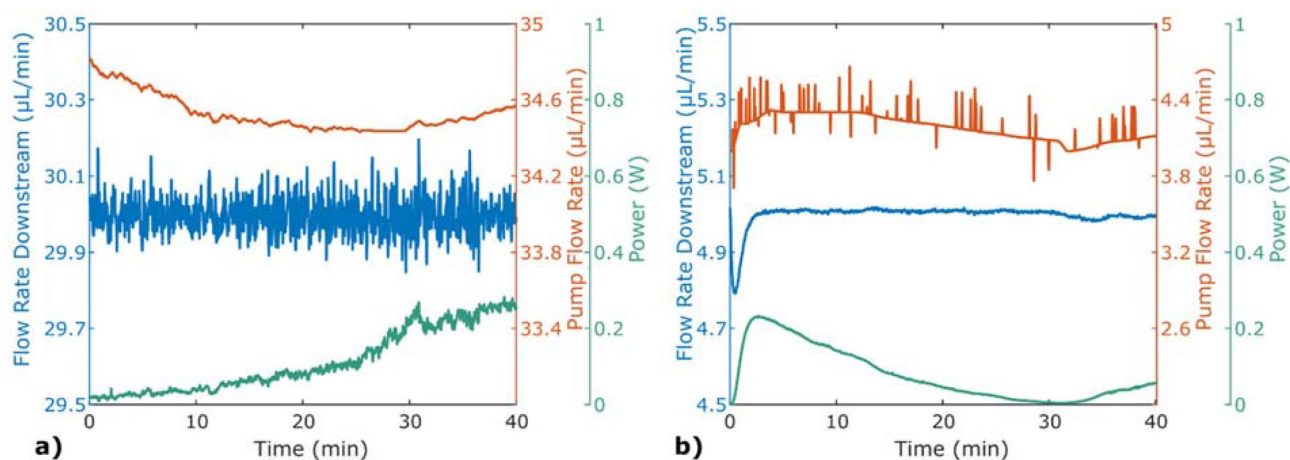 30.5
30.3
30.1
29.9
29.7
29.5
Flow Rate Downstream (µL/min)
35
34.6
34.2
33.8
33.4
Pump Flow Rate (µL/min)
1
0.8
0.6
0.4
0.2
0
Power (W)
0 10 20 30 40
Time (min)
a)
5.5
5.3
5.1
4.9
4.7
4.5
Flow Rate Downstream (µL/min)
5
4.4
3.8
3.2
2.6
Pump Flow Rate (µL/min)
1
0.8
0.6
0.4
0.2
0
Power (W)
0 10 20 30 40
Time (min)
b)